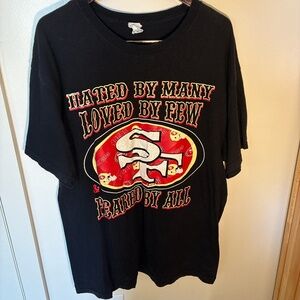 HATED BY MANY
LOVED BY FEW
SF
FEARED BY ALL